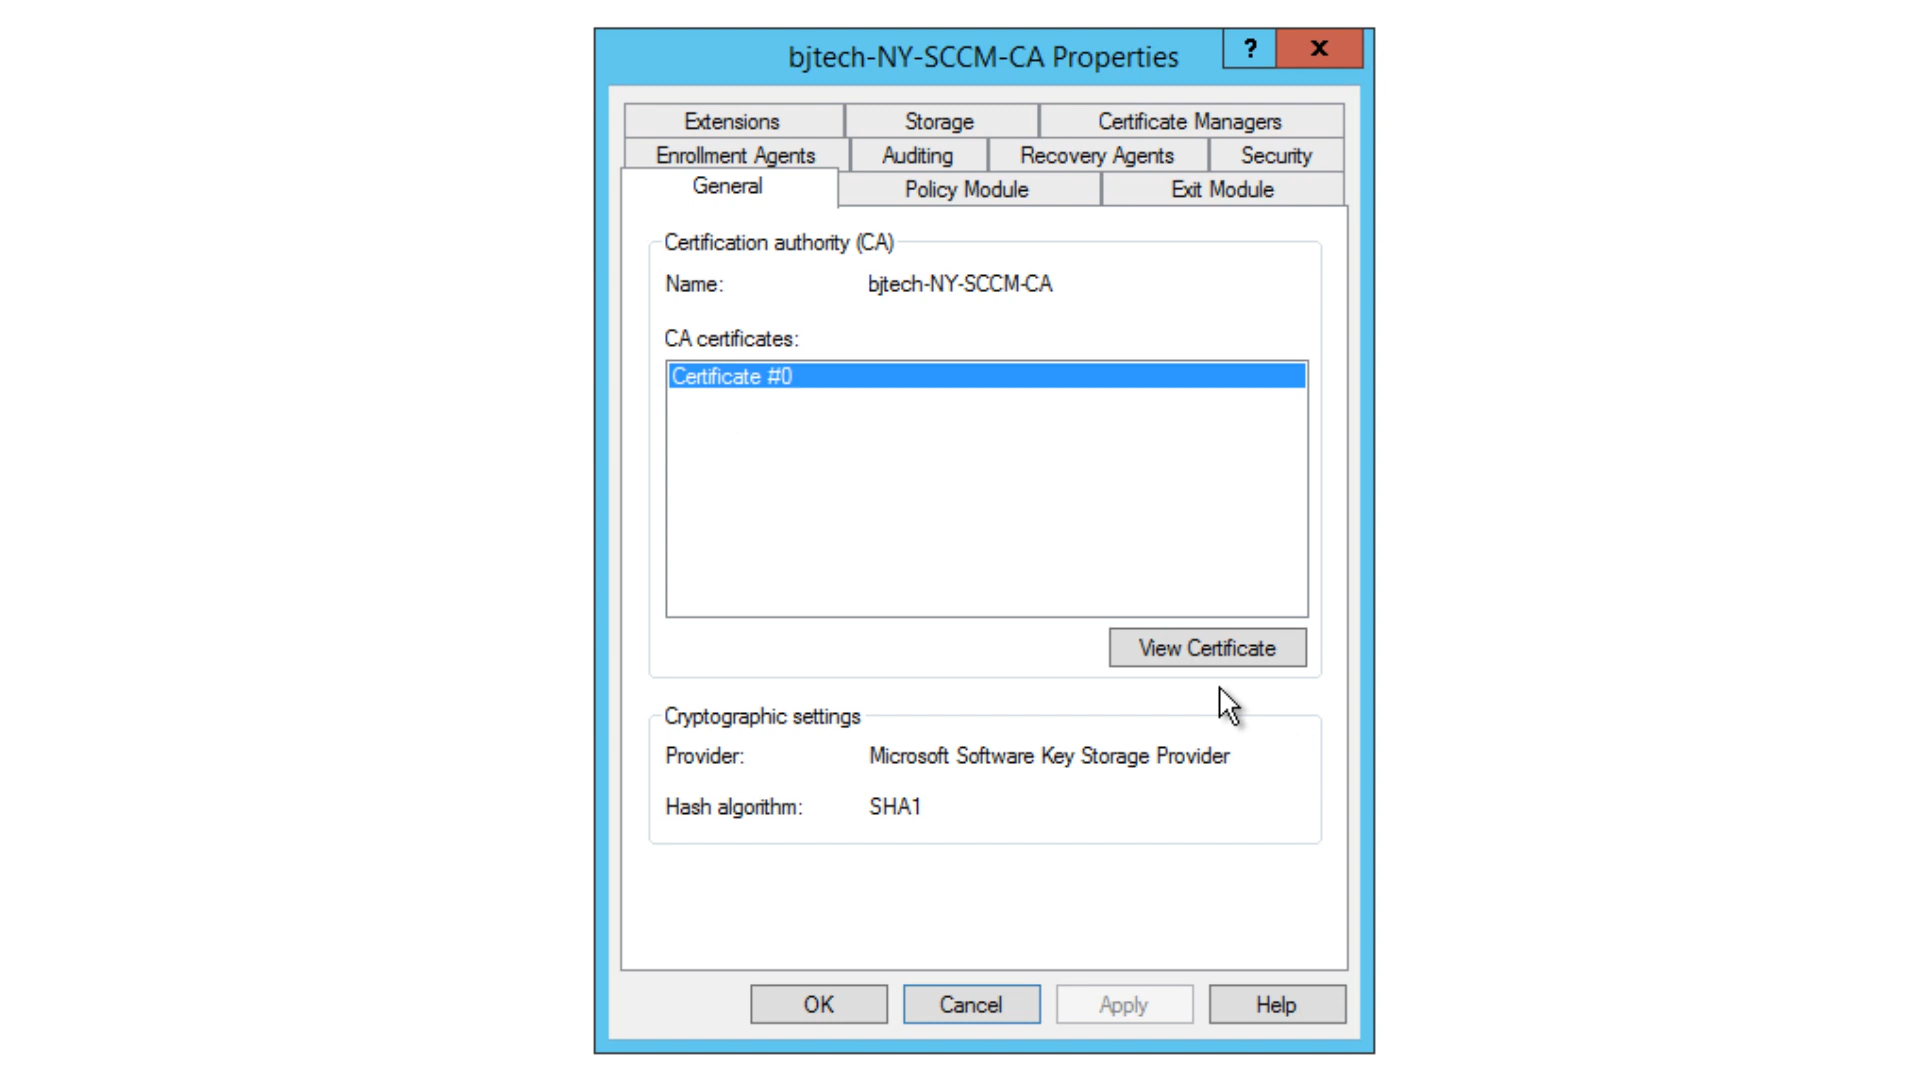 bjtech-NY-SCCM-CA Properties
? x
Extensions Storage Certificate Managers
Enrollment Agents Auditing Recovery Agents Security
General Policy Module Exit Module
Certification authority (CA)
Name: bjtech-NY-SCCM-CA
CA certificates:
Certificate #0
View Certificate
Cryptographic settings
Provider: Microsoft Software Key Storage Provider
Hash algorithm: SHA1
OK Cancel Apply Help